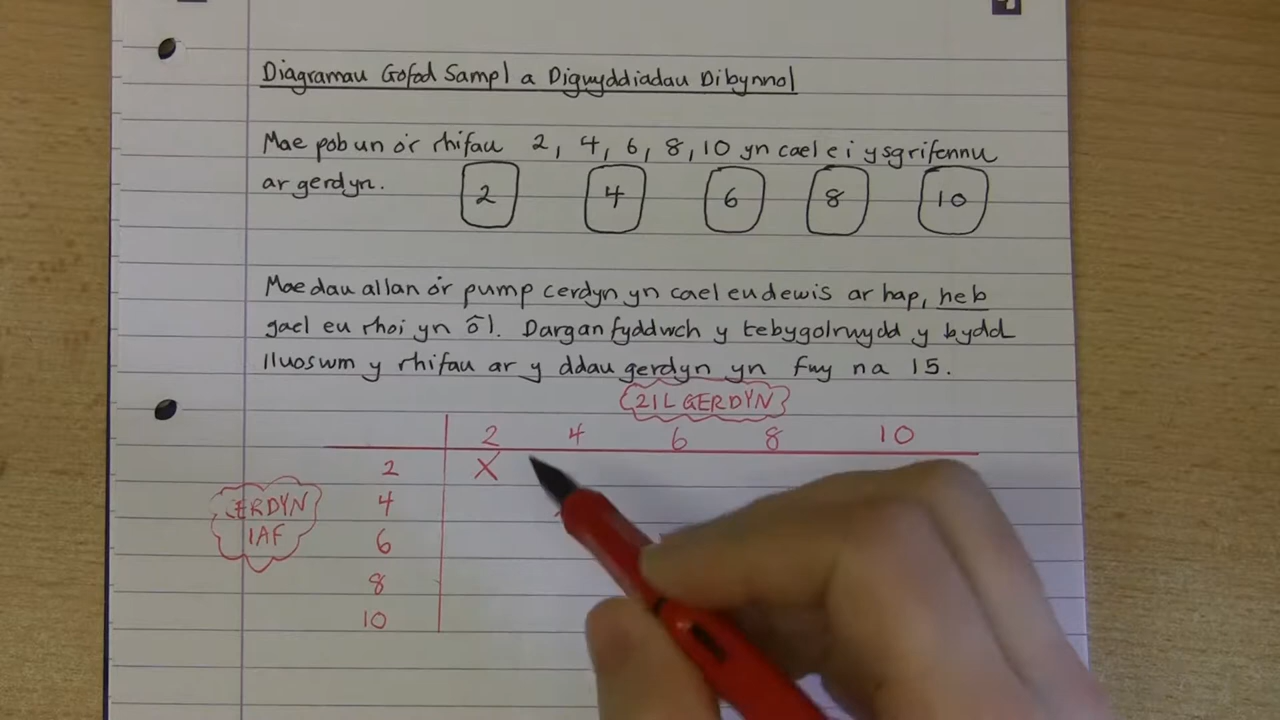 Diagramau Gofod Sampl a Digwyddiadau Dibynnol
Mae pob un o'r rhifau 2, 4, 6, 8, 10 yn cael ei ysgrifennu
ar gerdyn. 2 4 6 8 10
Mae dau allan o'r pump cerdyn yn cael eu dewis ar hap, heb
gael eu rhoi yn ôl. Darganfyddwch y tebygolrwydd y bydd
lluoswm y rhifau ar y ddau gerdyn yn fwy na 15.
2IL GERDYN
2 4 6 8 10
2 X
CERDYN 4
1AF 6
8
10